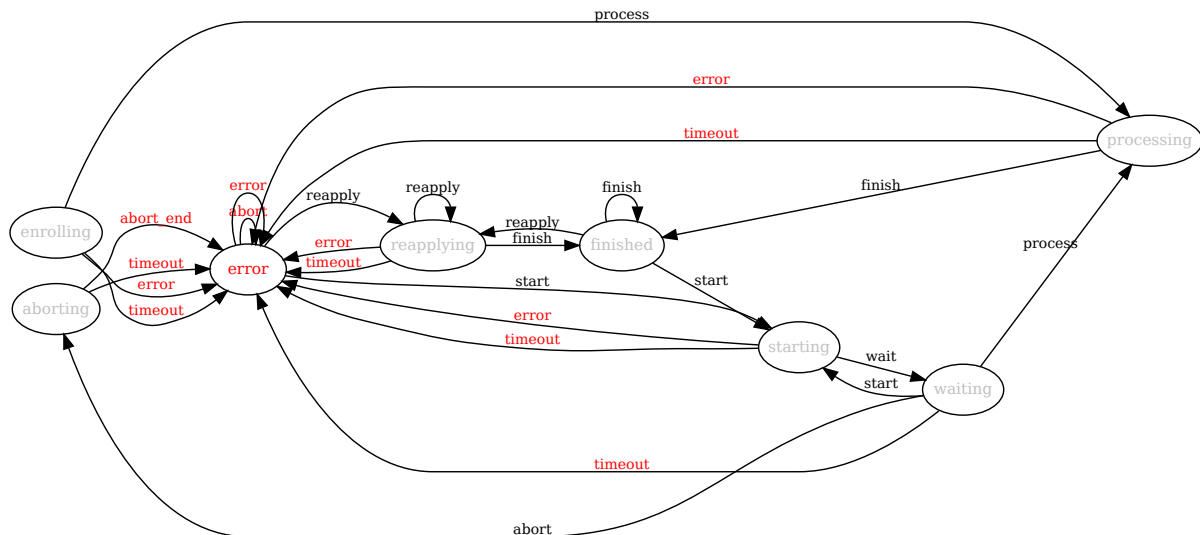 process
error
timeout
processing
finish
error
abort
reapply
reapply
finish
abort_end
enrolling
reapply
finish
reapplying
finished
process
error
timeout
timeout
error
error
start
start
aborting
timeout
error
timeout
starting
wait
start
waiting
timeout
abort